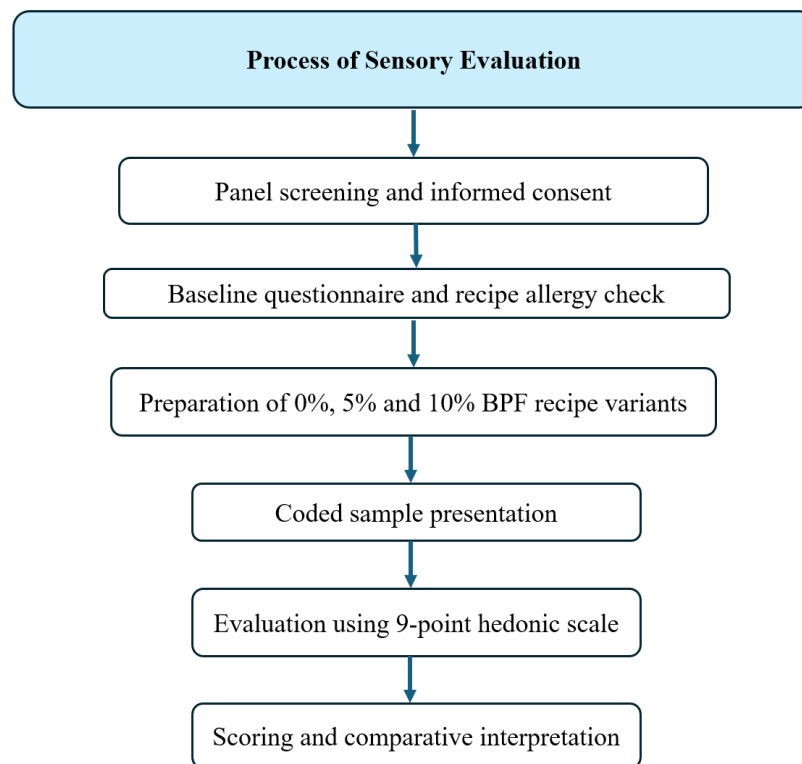 Process of Sensory Evaluation
Panel screening and informed consent
Baseline questionnaire and recipe allergy check
Preparation of 0%, 5% and 10% BPF recipe variants
Coded sample presentation
Evaluation using 9-point hedonic scale
Scoring and comparative interpretation